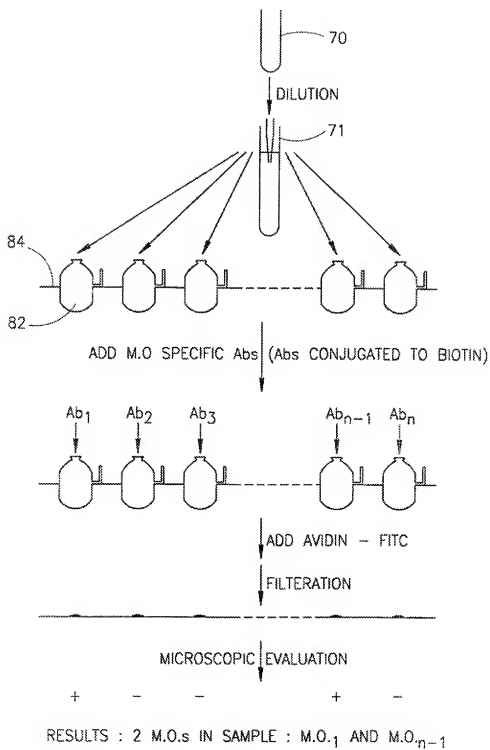 70
DILUTION
71
84
82
ADD M.O SPECIFIC Abs (Abs CONJUGATED TO BIOTIN)
Ab1 Ab2 Ab3 Abn-1 Abn
ADD AVIDIN - FITC
FILTERATION
MICROSCOPIC EVALUATION
+ - - + -
RESULTS : 2 M.O.s IN SAMPLE : M.O.1 AND M.O.n-1